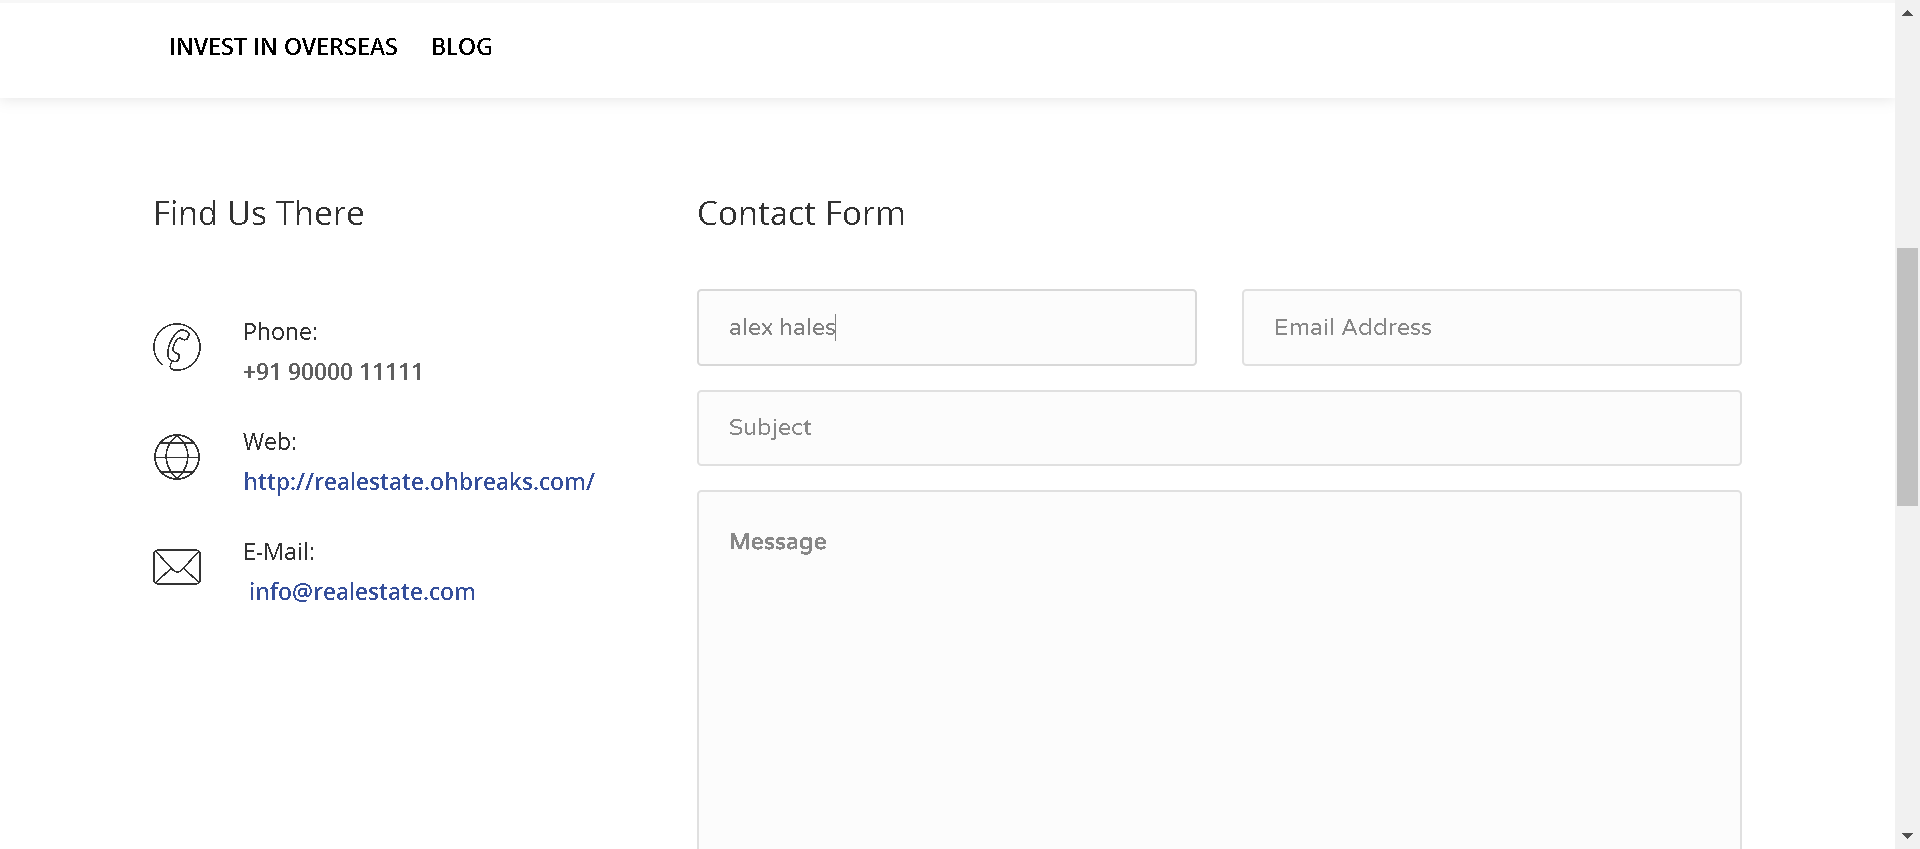 INVEST IN OVERSEAS BLOG
Find Us There
Phone:
+91 90000 11111
Web:
http://realestate.ohbreaks.com/
E-Mail:
info@realestate.com
Contact Form
alex hales
Email Address
Subject
Message